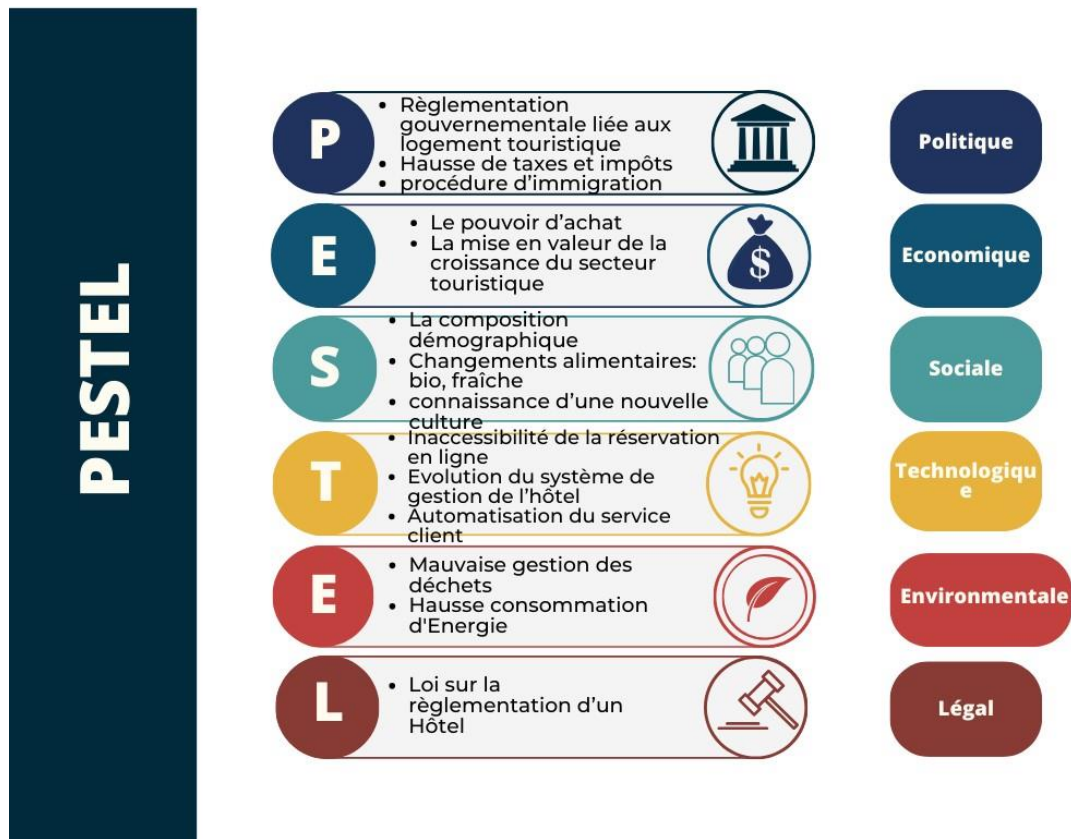 PESTEL
P
• Règlementation
gouvernementale liée aux
logement touristique
• Hausse de taxes et impôts
• procédure d'immigration
Politique
E
• Le pouvoir d'achat
• La mise en valeur de la
croissance du secteur
touristique
$
Economique
S
• La composition
démographique
• Changements alimentaires:
bio, fraîche
• connaissance d'une nouvelle
culture
Sociale
T
• Inaccessibilité de la réservation
en ligne
• Evolution du système de
gestion de l'hôtel
• Automatisation du service
client
Technologiqu
e
E
• Mauvaise gestion des
déchets
• Hausse consommation
d'Energie
Environmentale
L
• Loi sur la
règlementation d'un
Hôtel
Légal